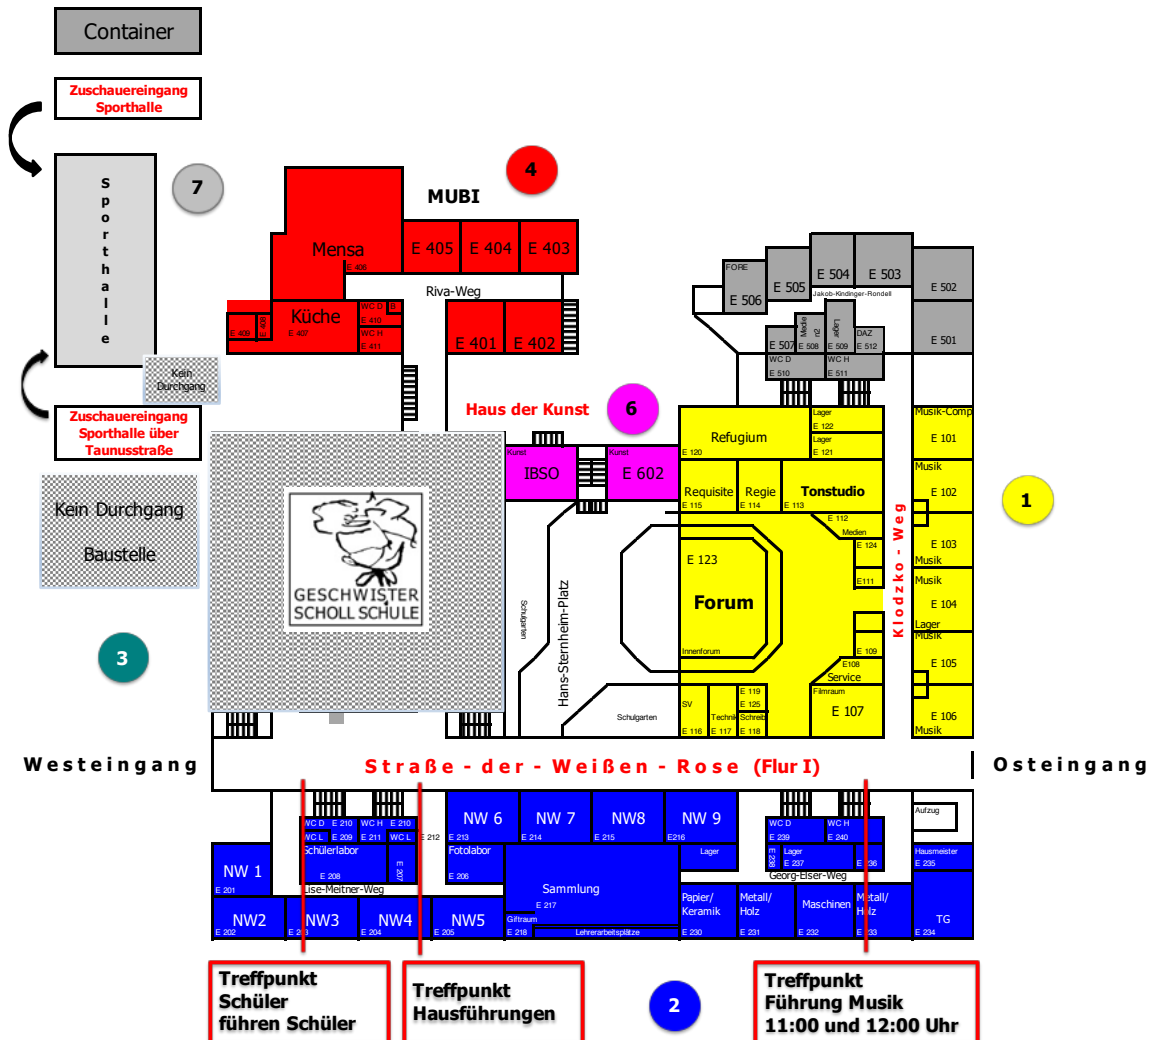 Container
Zuschauereingang
Sporthalle
Sporthalle
7
4
MUBI
Mensa
E 406
E 405
E 404
E 403
Riva-Weg
Küche
E 407
E 408
WC D
E 410
WC H
E 411
E 401
E 402
Kein
Durchgang
Zuschauereingang
Sporthalle über
Taunusstraße
Kein Durchgang
Baustelle
3
GESCHWISTER
SCHOLL SCHULE
Haus der Kunst
6
Kunst
IBSO
Kunst
E 602
FORE
E 506
E 505
E 504
E 503
E 502
E 501
Jakob-Kindinger-Rondell
E 507
Medie
n2
E 508
Lager
E 509
DAZ
E 512
WC D
E 510
WC H
E 511
Refugium
E 120
Lager
E 122
Lager
E 121
Requisite
E 115
Regie
E 114
Tonstudio
E 113
E 112
Medien
E 124
E111
E 123
Forum
Innenforum
E 109
E108
Service
Filmraum
E 107
SV
E 116
Technik
E 117
E 119
E 125
Schreib
E 118
Klodzko - Weg
Musik-Comp
E 101
Musik
E 102
E 103
Musik
Musik
E 104
Lager
Musik
E 105
E 106
Musik
1
Schulgarten
Hans-Sternheim-Platz
Schulgarten
Westeingang
Straße - der - Weißen - Rose (Flur I)
Osteingang
WC D
E 210
WC H
E 210
WC L
E 209
E 211
WC L
E 212
Schülerlabor
E 208
E 207
NW 1
E 201
Lise-Meitner-Weg
NW2
E 202
NW3
E 203
NW4
E 204
NW5
E 205
NW 6
E 213
NW 7
E 214
NW8
E 215
NW 9
E216
Fotolabor
E 206
Sammlung
E 217
Giftraum
E 218
Lehrerarbeitsplätze
Lager
WC D
E 239
WC H
E 240
E 238
Lager
E 237
E 236
Georg-Elser-Weg
Papier/
Keramik
E 230
Metall/
Holz
E 231
Maschinen
E 232
Metall/
Holz
E 233
Aufzug
Hausmeister
E 235
TG
E 234
Treffpunkt
Schüler
führen Schüler
Treffpunkt
Hausführungen
2
Treffpunkt
Führung Musik
11:00 und 12:00 Uhr